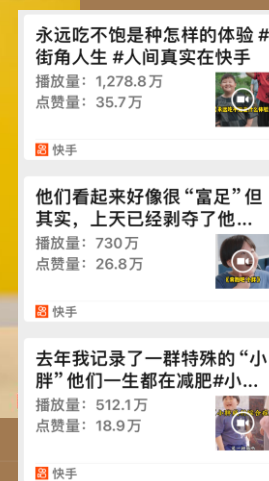 永远吃不饱是种怎样的体验 #
街角人生 #人间真实在快手
播放量：1,278.8万
点赞量：35.7万
快手
他们看起来好像很“富足”但
其实，上天已经剥夺了他...
播放量：730万
点赞量：26.8万
快手
去年我记录了一群特殊的“小
胖”他们一生都在减肥#小...
播放量：512.1万
点赞量：18.9万
快手